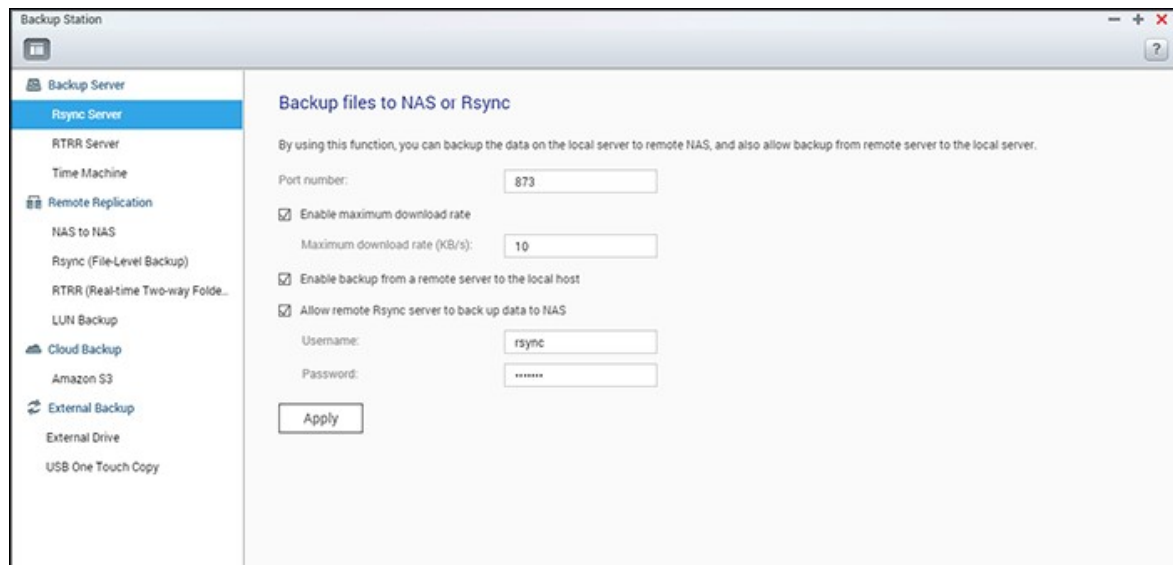 Backup Station
?
Backup Server
Rsync Server
RTRR Server
Time Machine
Remote Replication
NAS to NAS
Rsync (File-Level Backup)
RTRR (Real-time Two-way Folde...
LUN Backup
Cloud Backup
Amazon S3
External Backup
External Drive
USB One Touch Copy
Backup files to NAS or Rsync
By using this function, you can backup the data on the local server to remote NAS, and also allow backup from remote server to the local server.
Port number: 873
Enable maximum download rate
Maximum download rate (KB/s): 10
Enable backup from a remote server to the local host
Allow remote Rsync server to back up data to NAS
Username: rsync
Password: •••••••
Apply